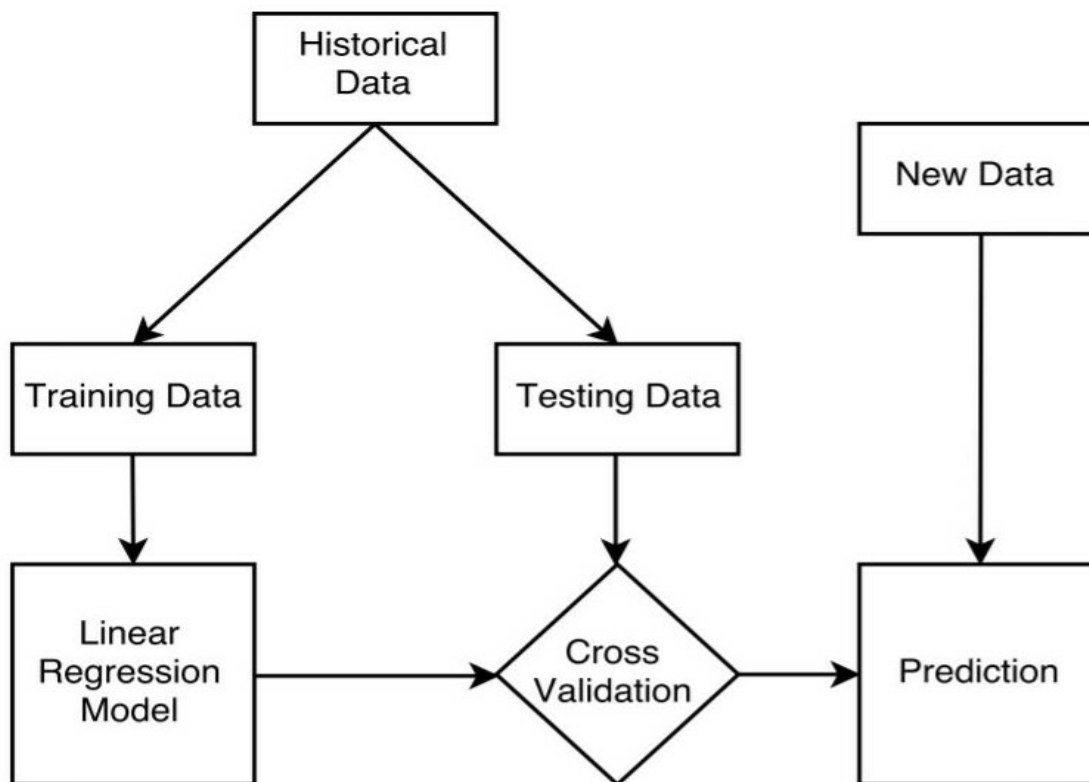 Historical
Data
New Data
Training Data
Testing Data
Linear
Regression
Model
Cross
Validation
Prediction